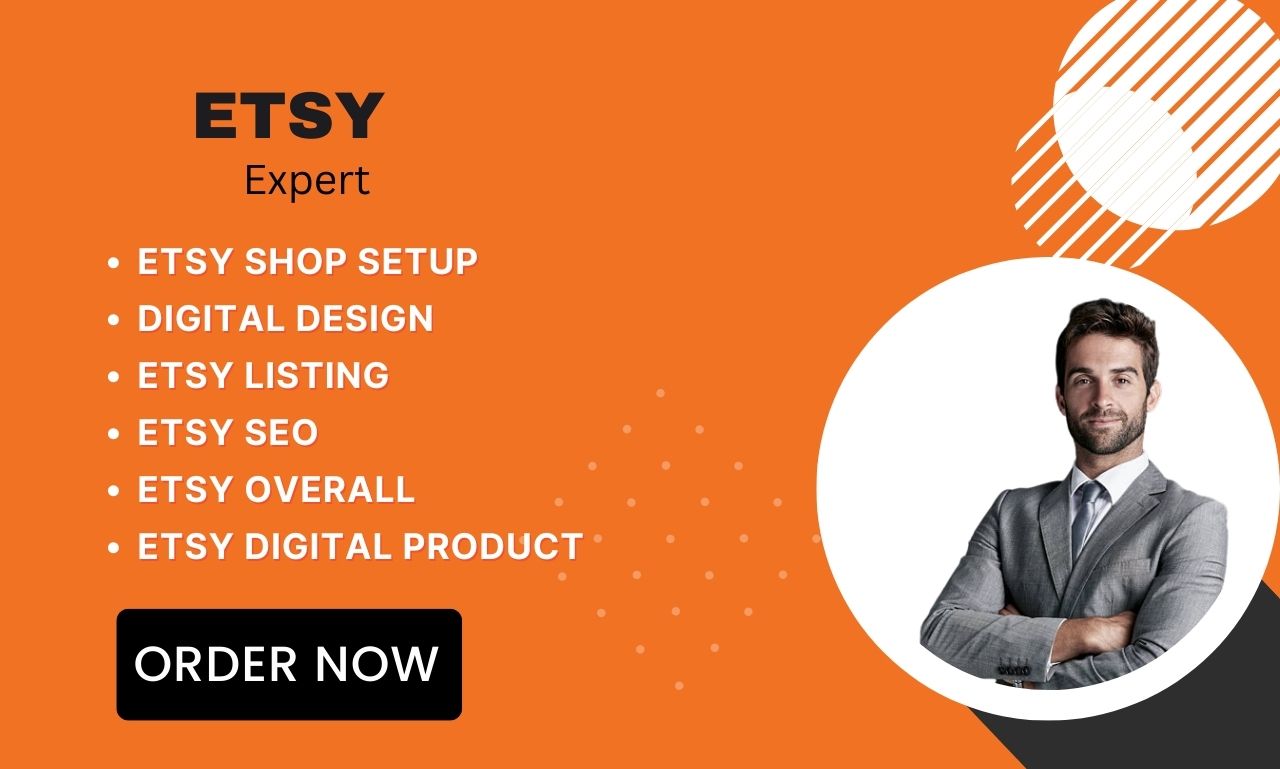 ETSY
Expert
• ETSY SHOP SETUP
• DIGITAL DESIGN
• ETSY LISTING
• ETSY SEO
• ETSY OVERALL
• ETSY DIGITAL PRODUCT
ORDER NOW